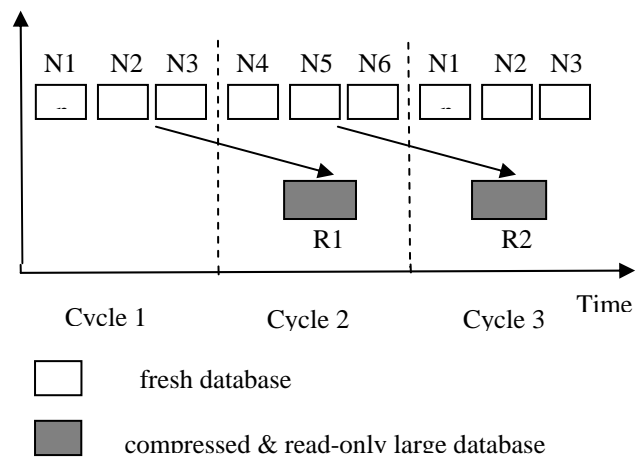 N1 N2 N3 N4 N5 N6 N1 N2 N3
-- --
R1 R2
Time
Cycle 1 Cycle 2 Cycle 3
fresh database
compressed & read-only large database